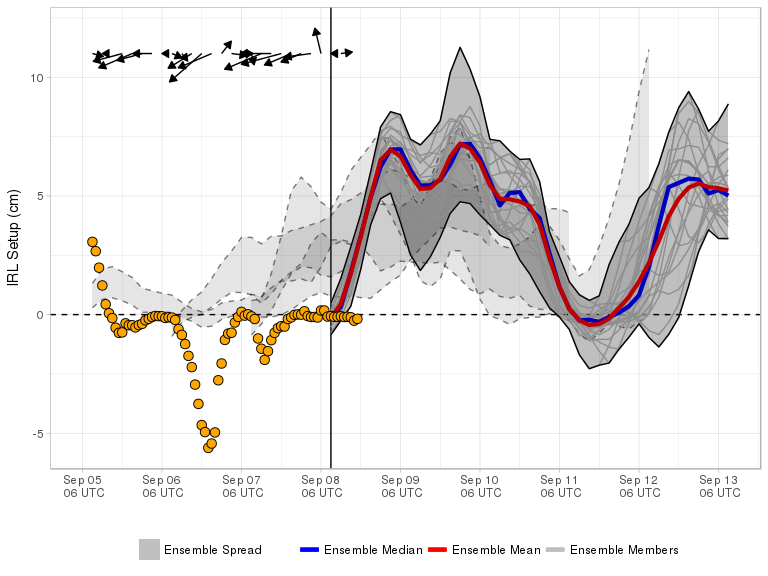 10
5
0
-5
IRL Setup (cm)
Sep 05 Sep 06 Sep 07 Sep 08 Sep 09 Sep 10 Sep 11 Sep 12 Sep 13
06 UTC 06 UTC 06 UTC 06 UTC 06 UTC 06 UTC 06 UTC 06 UTC 06 UTC
Ensemble Spread Ensemble Median Ensemble Mean Ensemble Members